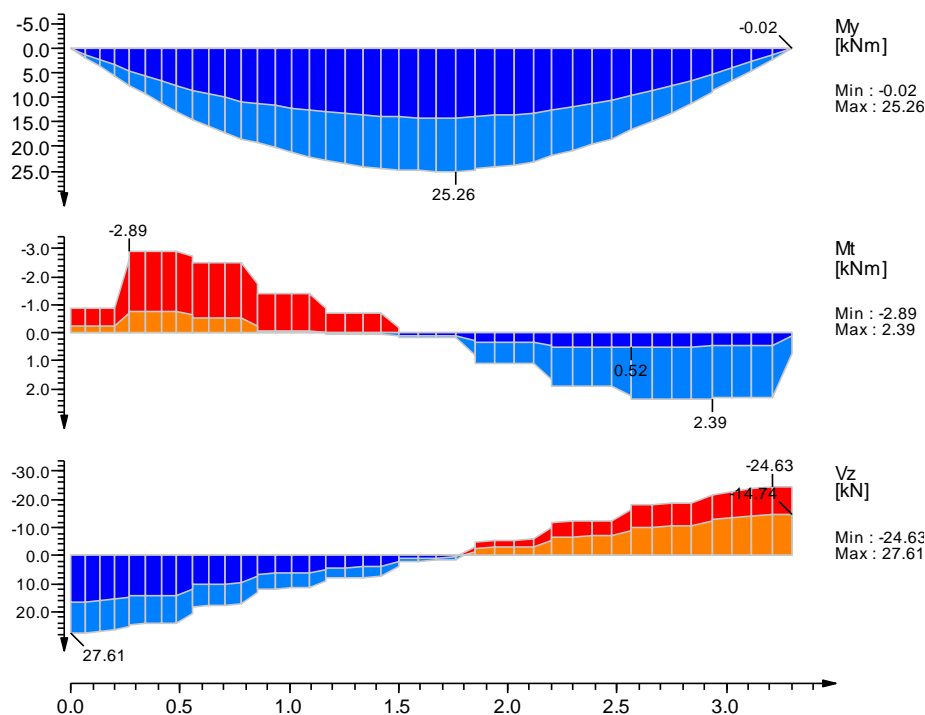 -5.0
0.0
5.0
10.0
15.0
20.0
25.0
-0.02
25.26
My
[kNm]
Min : -0.02
Max : 25.26
-3.0
-2.0
-1.0
0.0
1.0
2.0
-2.89
0.52
2.39
Mt
[kNm]
Min : -2.89
Max : 2.39
-30.0
-20.0
-10.0
0.0
10.0
20.0
-24.63
-14.74
27.61
Vz
[kN]
Min : -24.63
Max : 27.61
0.0 0.5 1.0 1.5 2.0 2.5 3.0